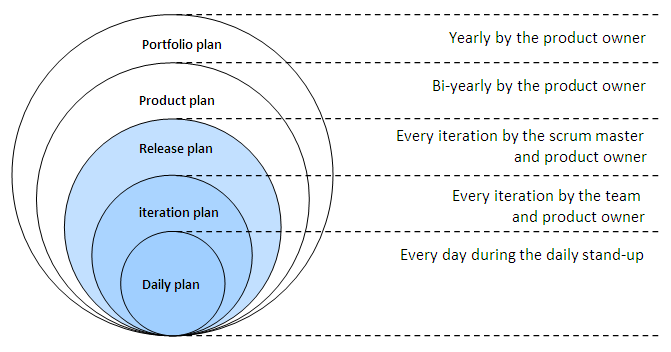 Portfolio plan
Yearly by the product owner
Bi-yearly by the product owner
Product plan
Every iteration by the scrum master
and product owner
Release plan
Every iteration by the team
and product owner
iteration plan
Every day during the daily stand-up
Daily plan